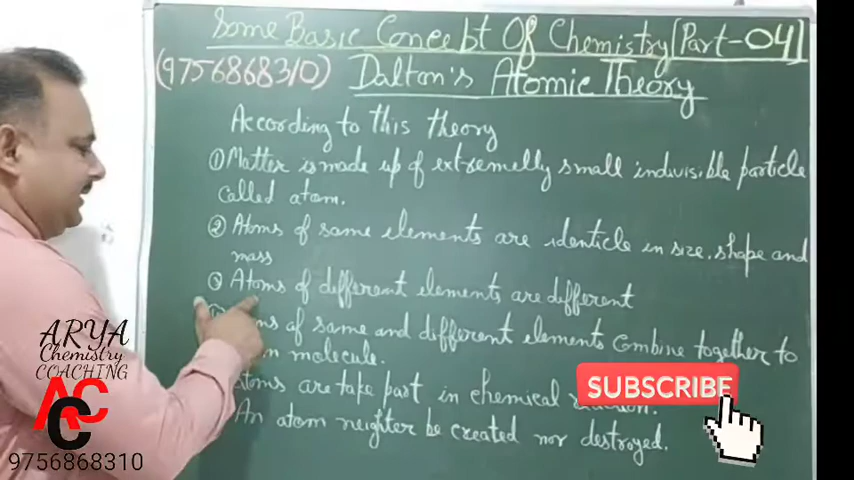 Some Basic Concebt Of Chemistry [Part-04]
(9756868310) Dalton's Atomic Theory
According to this theory
① Matter is made up of extremelly small indivisible particle
called atom.
② Atoms of same elements are identicle in size, shape and
mass
③ Atoms of different elements are different
of same and different elements combine together to
molecule.
Atoms are take part in chemical
An atom neighter be created nor destroyed.
SUBSCRIBE
ARYA
Chemistry
COACHING
ACC
9756868310